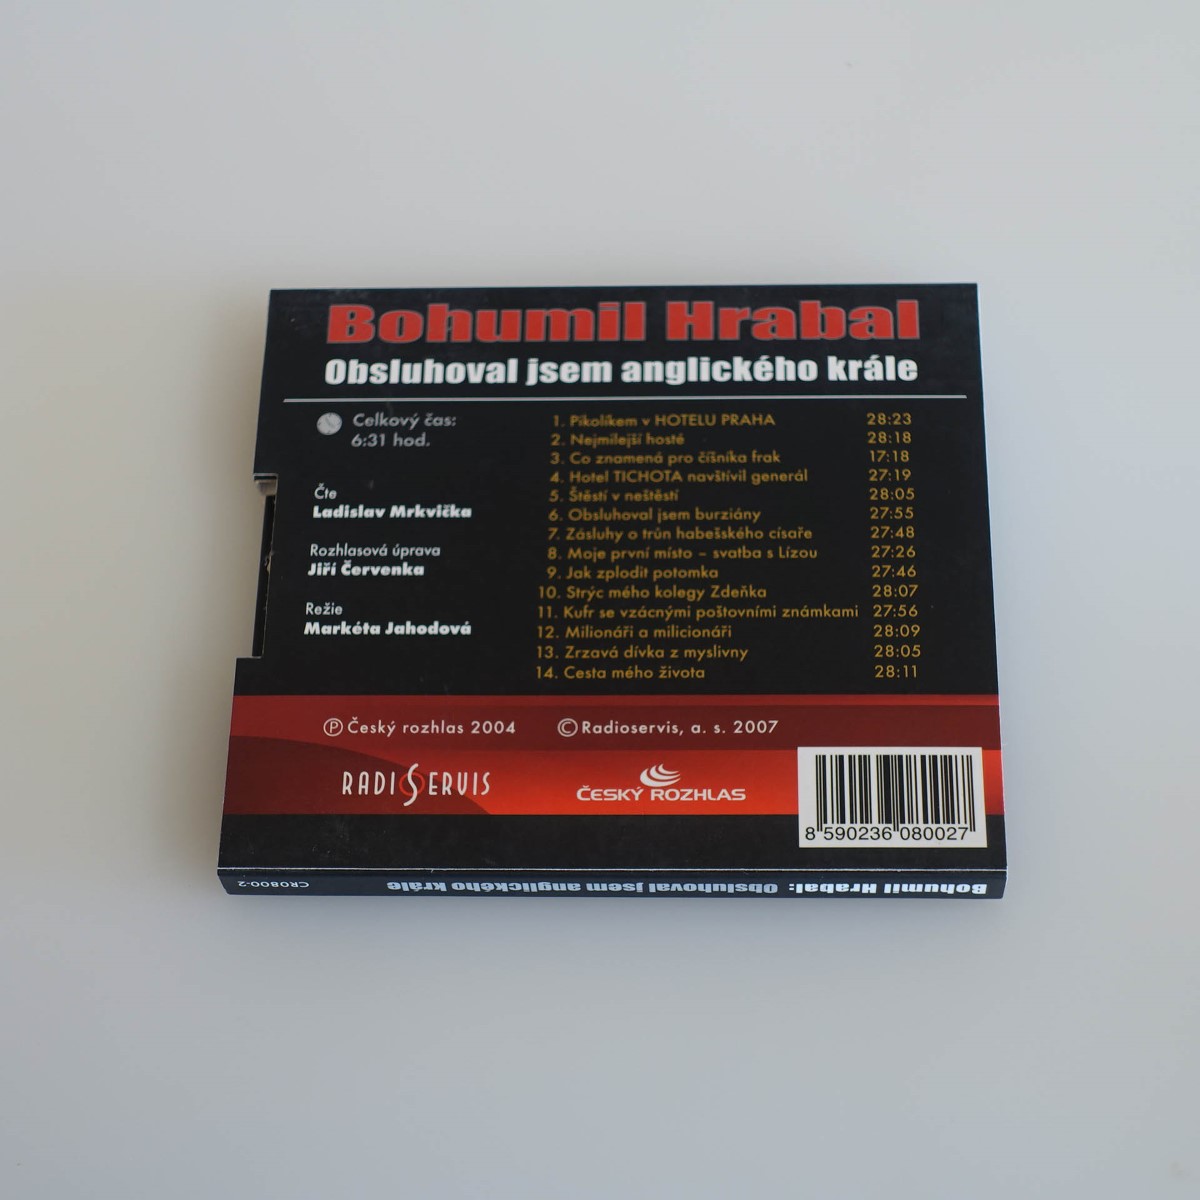 Bohumil Hrabal
Obsluhoval jsem anglického krále
Celkový čas:
6:31 hod.
Čte
Ladislav Mrkvička
Rozhlasová úprava
Jiří Červenka
Režie
Markéta Jahodová
1. Pikolíkem v HOTELU PRAHA 28:23
2. Nejmilejší hosté 28:18
3. Co znamená pro číšníka frak 17:18
4. Hotel TICHOTA navštívil generál 27:19
5. Štěstí v neštěstí 28:05
6. Obsluhoval jsem burziány 27:55
7. Zásluhy o trůn habešského císaře 27:48
8. Moje první místo – svatba s Lízou 27:26
9. Jak zplodit potomka 27:46
10. Strýc mého kolegy Zdeňka 28:07
11. Kufr se vzácnými poštovními známkami 27:56
12. Milionáři a milicionáři 28:09
13. Zrzavá dívka z myslivny 28:05
14. Cesta mého života 28:11
Ⓟ Český rozhlas 2004 © Radioservis, a. s. 2007
RADIOSERVIS
ČESKÝ ROZHLAS
8 590236 080027
Bohumil Hrabal: Obsluhoval jsem anglického krále CR0800-2